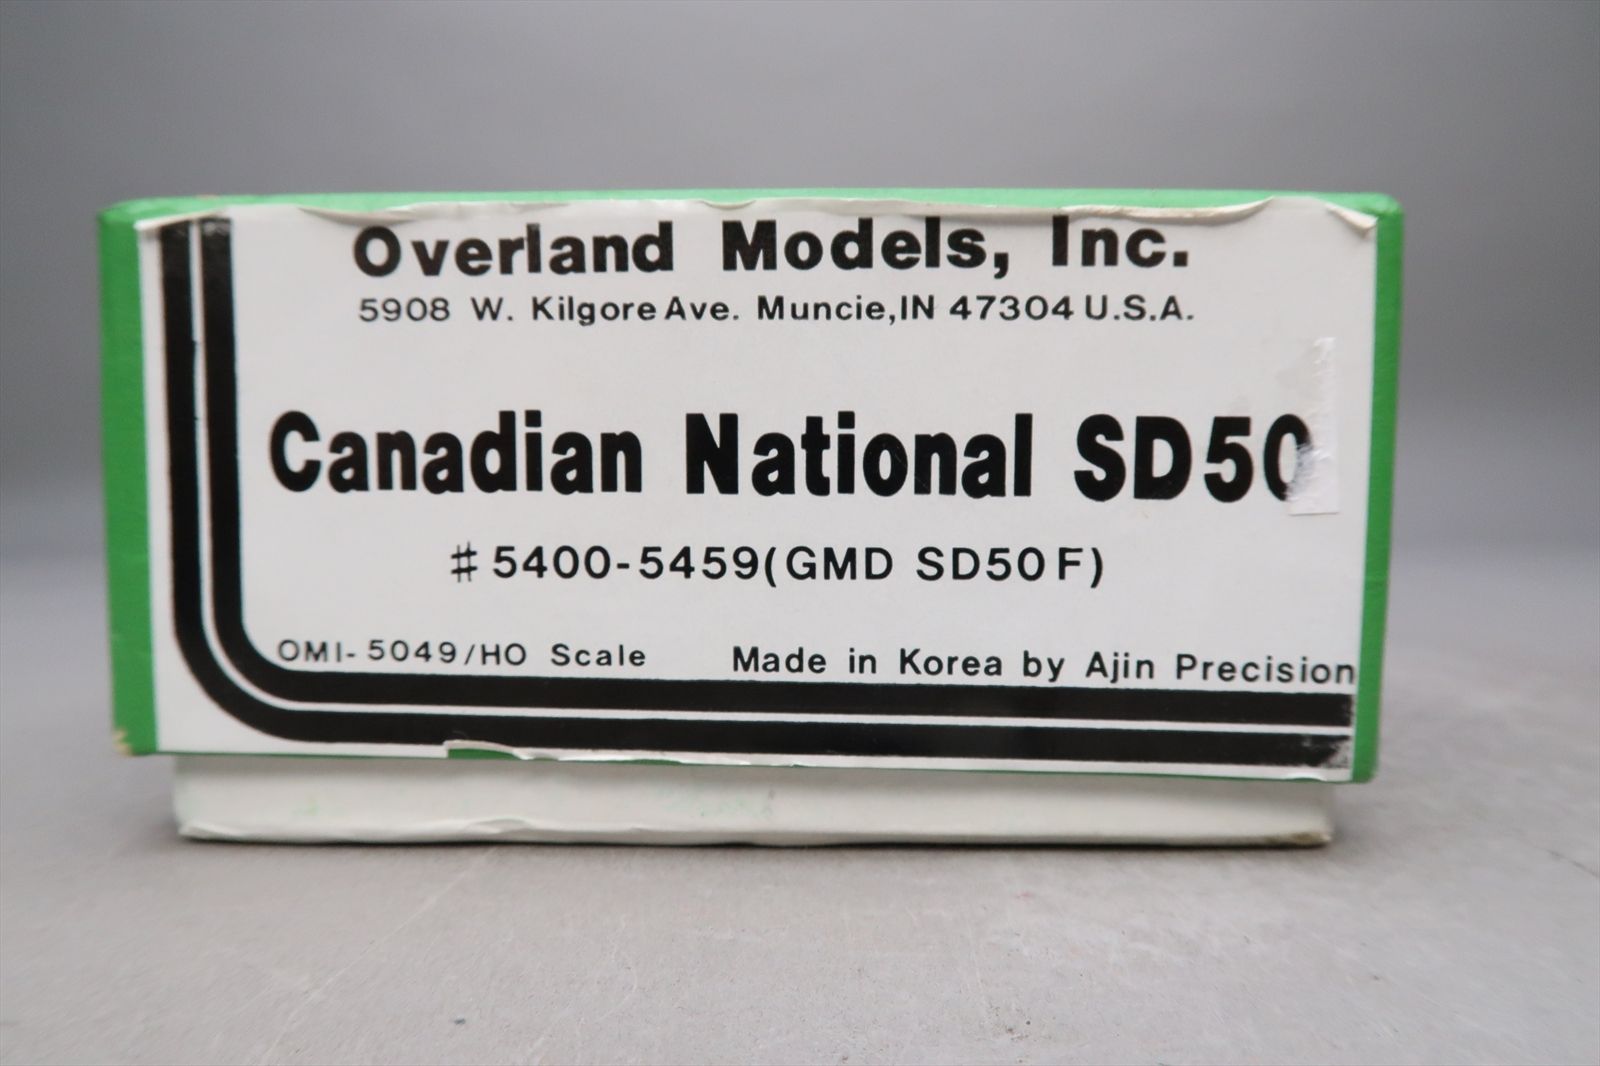 Overland Models, Inc.
5908 W. Kilgore Ave. Muncie, IN 47304 U.S.A.
Canadian National SD50
# 5400-5459(GMD SD50F)
OMI-5049/HO Scale Made in Korea by Ajin Precision